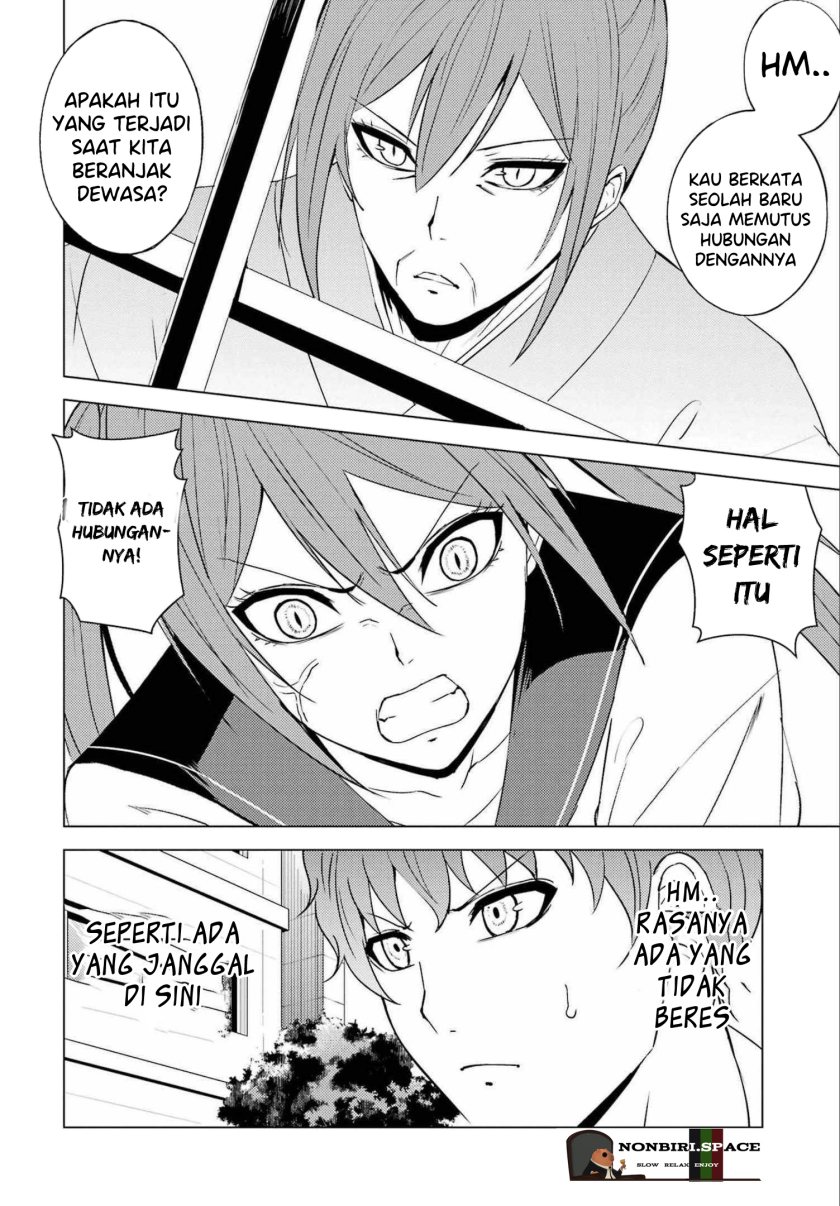 HM..
KAU BERKATA
SEOLAH BARU
SAJA MEMUTUS
HUBUNGAN
DENGANNYA
APAKAH ITU
YANG TERJADI
SAAT KITA
BERANJAK
DEWASA?
HAL
SEPERTI
ITU
TIDAK ADA
HUBUNGAN-
NYA!
HM..
RASANYA
ADA YANG
TIDAK
BERES
SEPERTI ADA
YANG JANGGAL
DI SINI
NONBIRI.SPACE
SLOW RELAX ENJOY